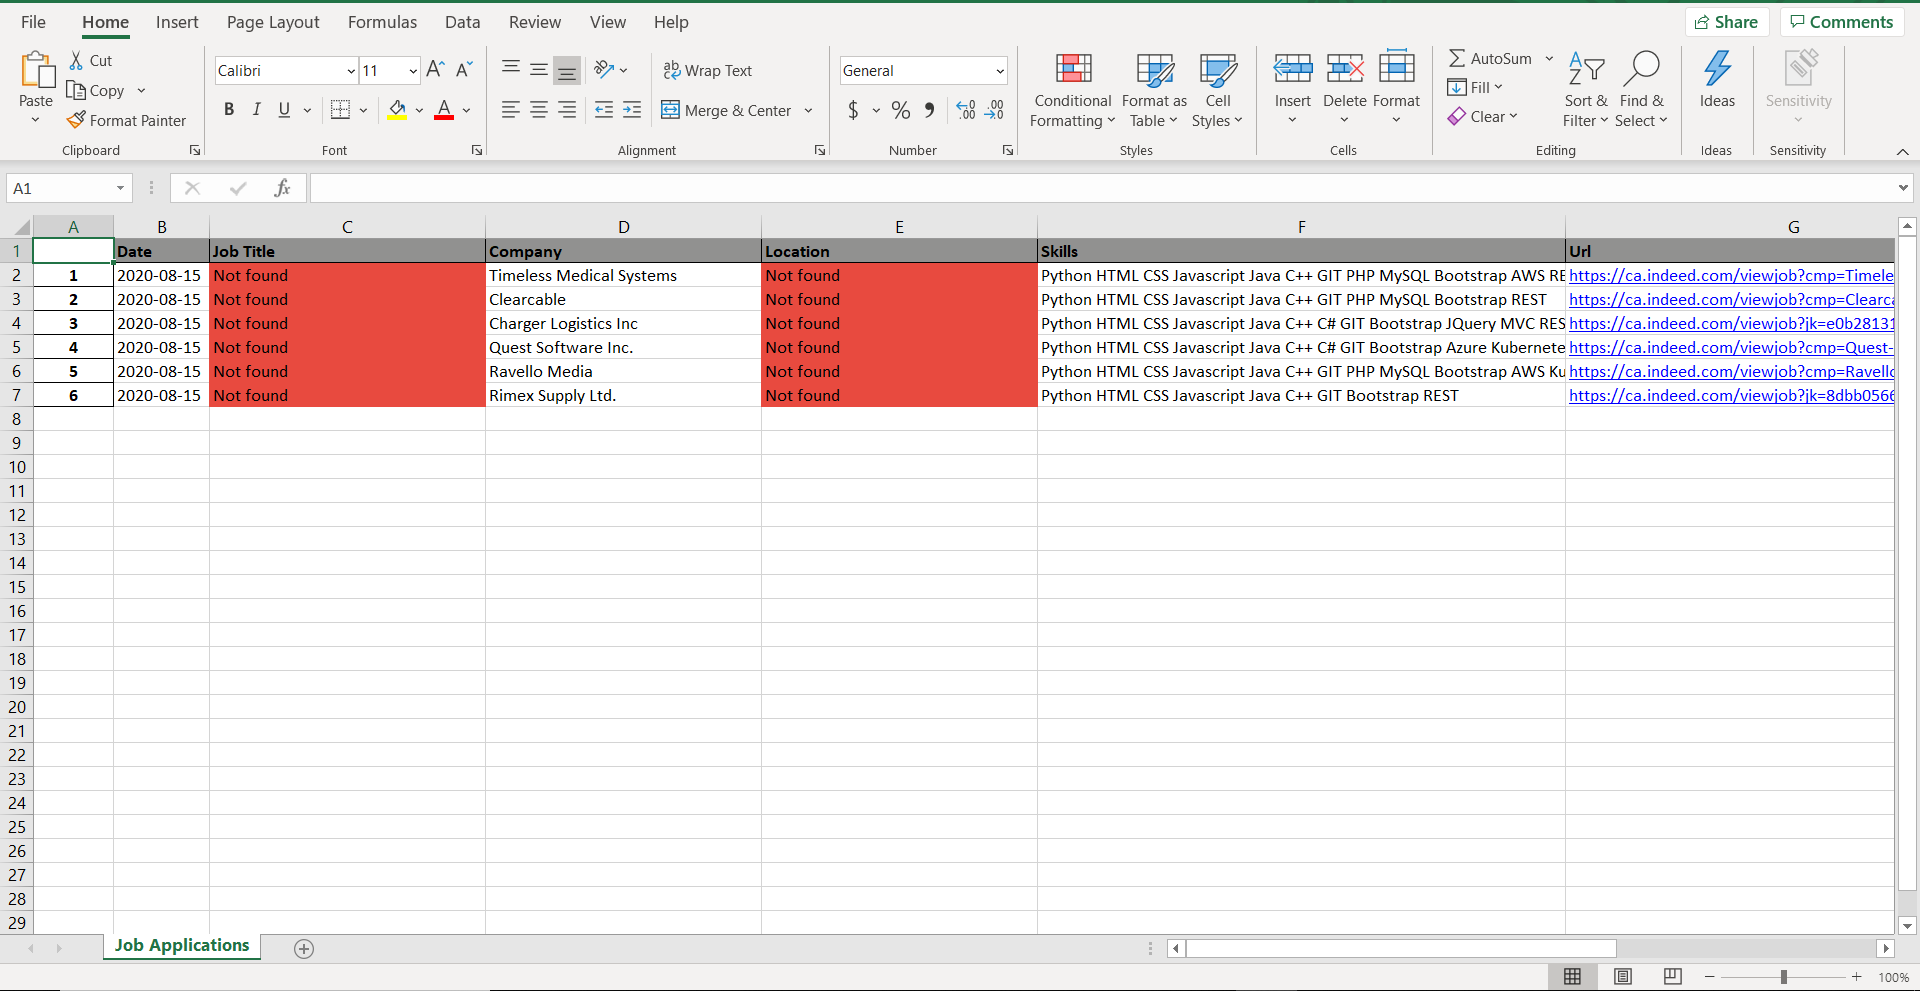 File Home Insert Page Layout Formulas Data Review View Help Share Comments
Paste Cut Copy Format Painter Clipboard
Calibri 11 A A B I U A Font
ab Wrap Text Merge & Center Alignment
General $ % Number
Conditional Formatting Format as Table Cell Styles Styles
Insert Delete Format Cells
AutoSum Fill Clear Sort & Filter Find & Select Editing
Ideas Ideas
Sensitivity Sensitivity
A1 fx
A B C D E F G
1 Date Job Title Company Location Skills Url
2 1 2020-08-15 Not found Timeless Medical Systems Not found Python HTML CSS Javascript Java C++ GIT PHP MySQL Bootstrap AWS RE https://ca.indeed.com/viewjob?cmp=Timele
3 2 2020-08-15 Not found Clearcable Not found Python HTML CSS Javascript Java C++ GIT PHP MySQL Bootstrap REST https://ca.indeed.com/viewjob?cmp=Clearca
4 3 2020-08-15 Not found Charger Logistics Inc Not found Python HTML CSS Javascript Java C++ C# GIT Bootstrap JQuery MVC RES https://ca.indeed.com/viewjob?jk=e0b28131
5 4 2020-08-15 Not found Quest Software Inc. Not found Python HTML CSS Javascript Java C++ C# GIT Bootstrap Azure Kubernete https://ca.indeed.com/viewjob?cmp=Quest-
6 5 2020-08-15 Not found Ravello Media Not found Python HTML CSS Javascript Java C++ GIT PHP MySQL Bootstrap AWS Ku https://ca.indeed.com/viewjob?cmp=Ravello
7 6 2020-08-15 Not found Rimex Supply Ltd. Not found Python HTML CSS Javascript Java C++ GIT Bootstrap REST https://ca.indeed.com/viewjob?jk=8dbb0566
8
9
10
11
12
13
14
15
16
17
18
19
20
21
22
23
24
25
26
27
28
29
Job Applications
100%